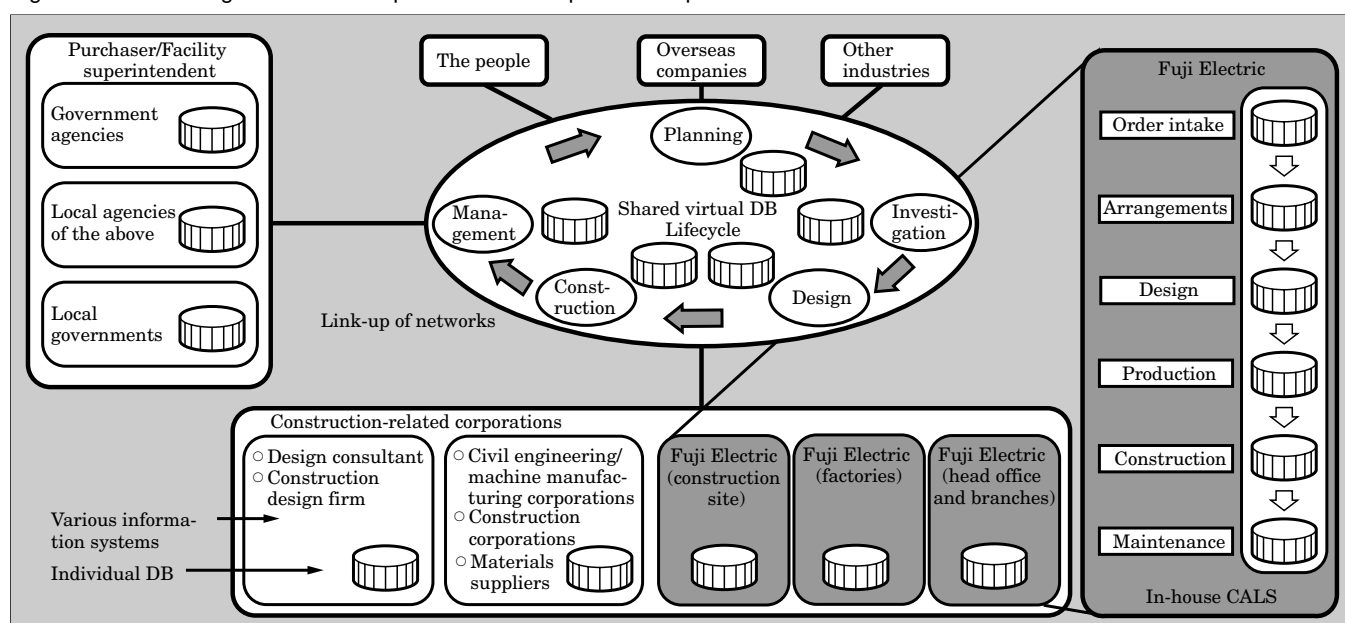 Purchaser/Facility
superintendent
Government
agencies
Local agencies
of the above
Local
governments
The people
Overseas
companies
Other
industries
Planning
Mana-
gement
Shared virtual DB
Lifecycle
Investi-
gation
Const-
ruction
Design
Link-up of networks
Fuji Electric
Order intake
Arrangements
Design
Production
Construction
Maintenance
In-house CALS
Construction-related corporations
○ Design consultant
○ Construction
design firm
○ Civil engineering/
machine manufac-
turing corporations
○ Construction
corporations
○ Materials
suppliers
Fuji Electric
(construction
site)
Fuji Electric
(factories)
Fuji Electric
(head office
and branches)
Various informa-
tion systems
Individual DB